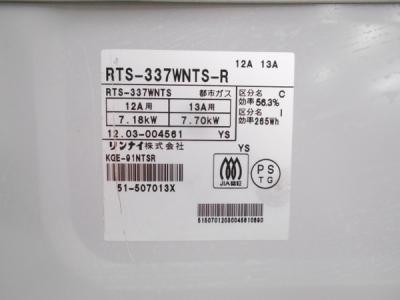 12A 13A
RTS-337WNTS-R
RTS-337WNTS 都市ガス
12A用 13A用
7.18kW 7.70kW
区分名 C
効率 56.3%
区分名 I
効率 265Wh
12.03-004561 YS
リンナイ株式会社 YS
KGE-91NTSR
51-507013X
JIA認証
PS
TG